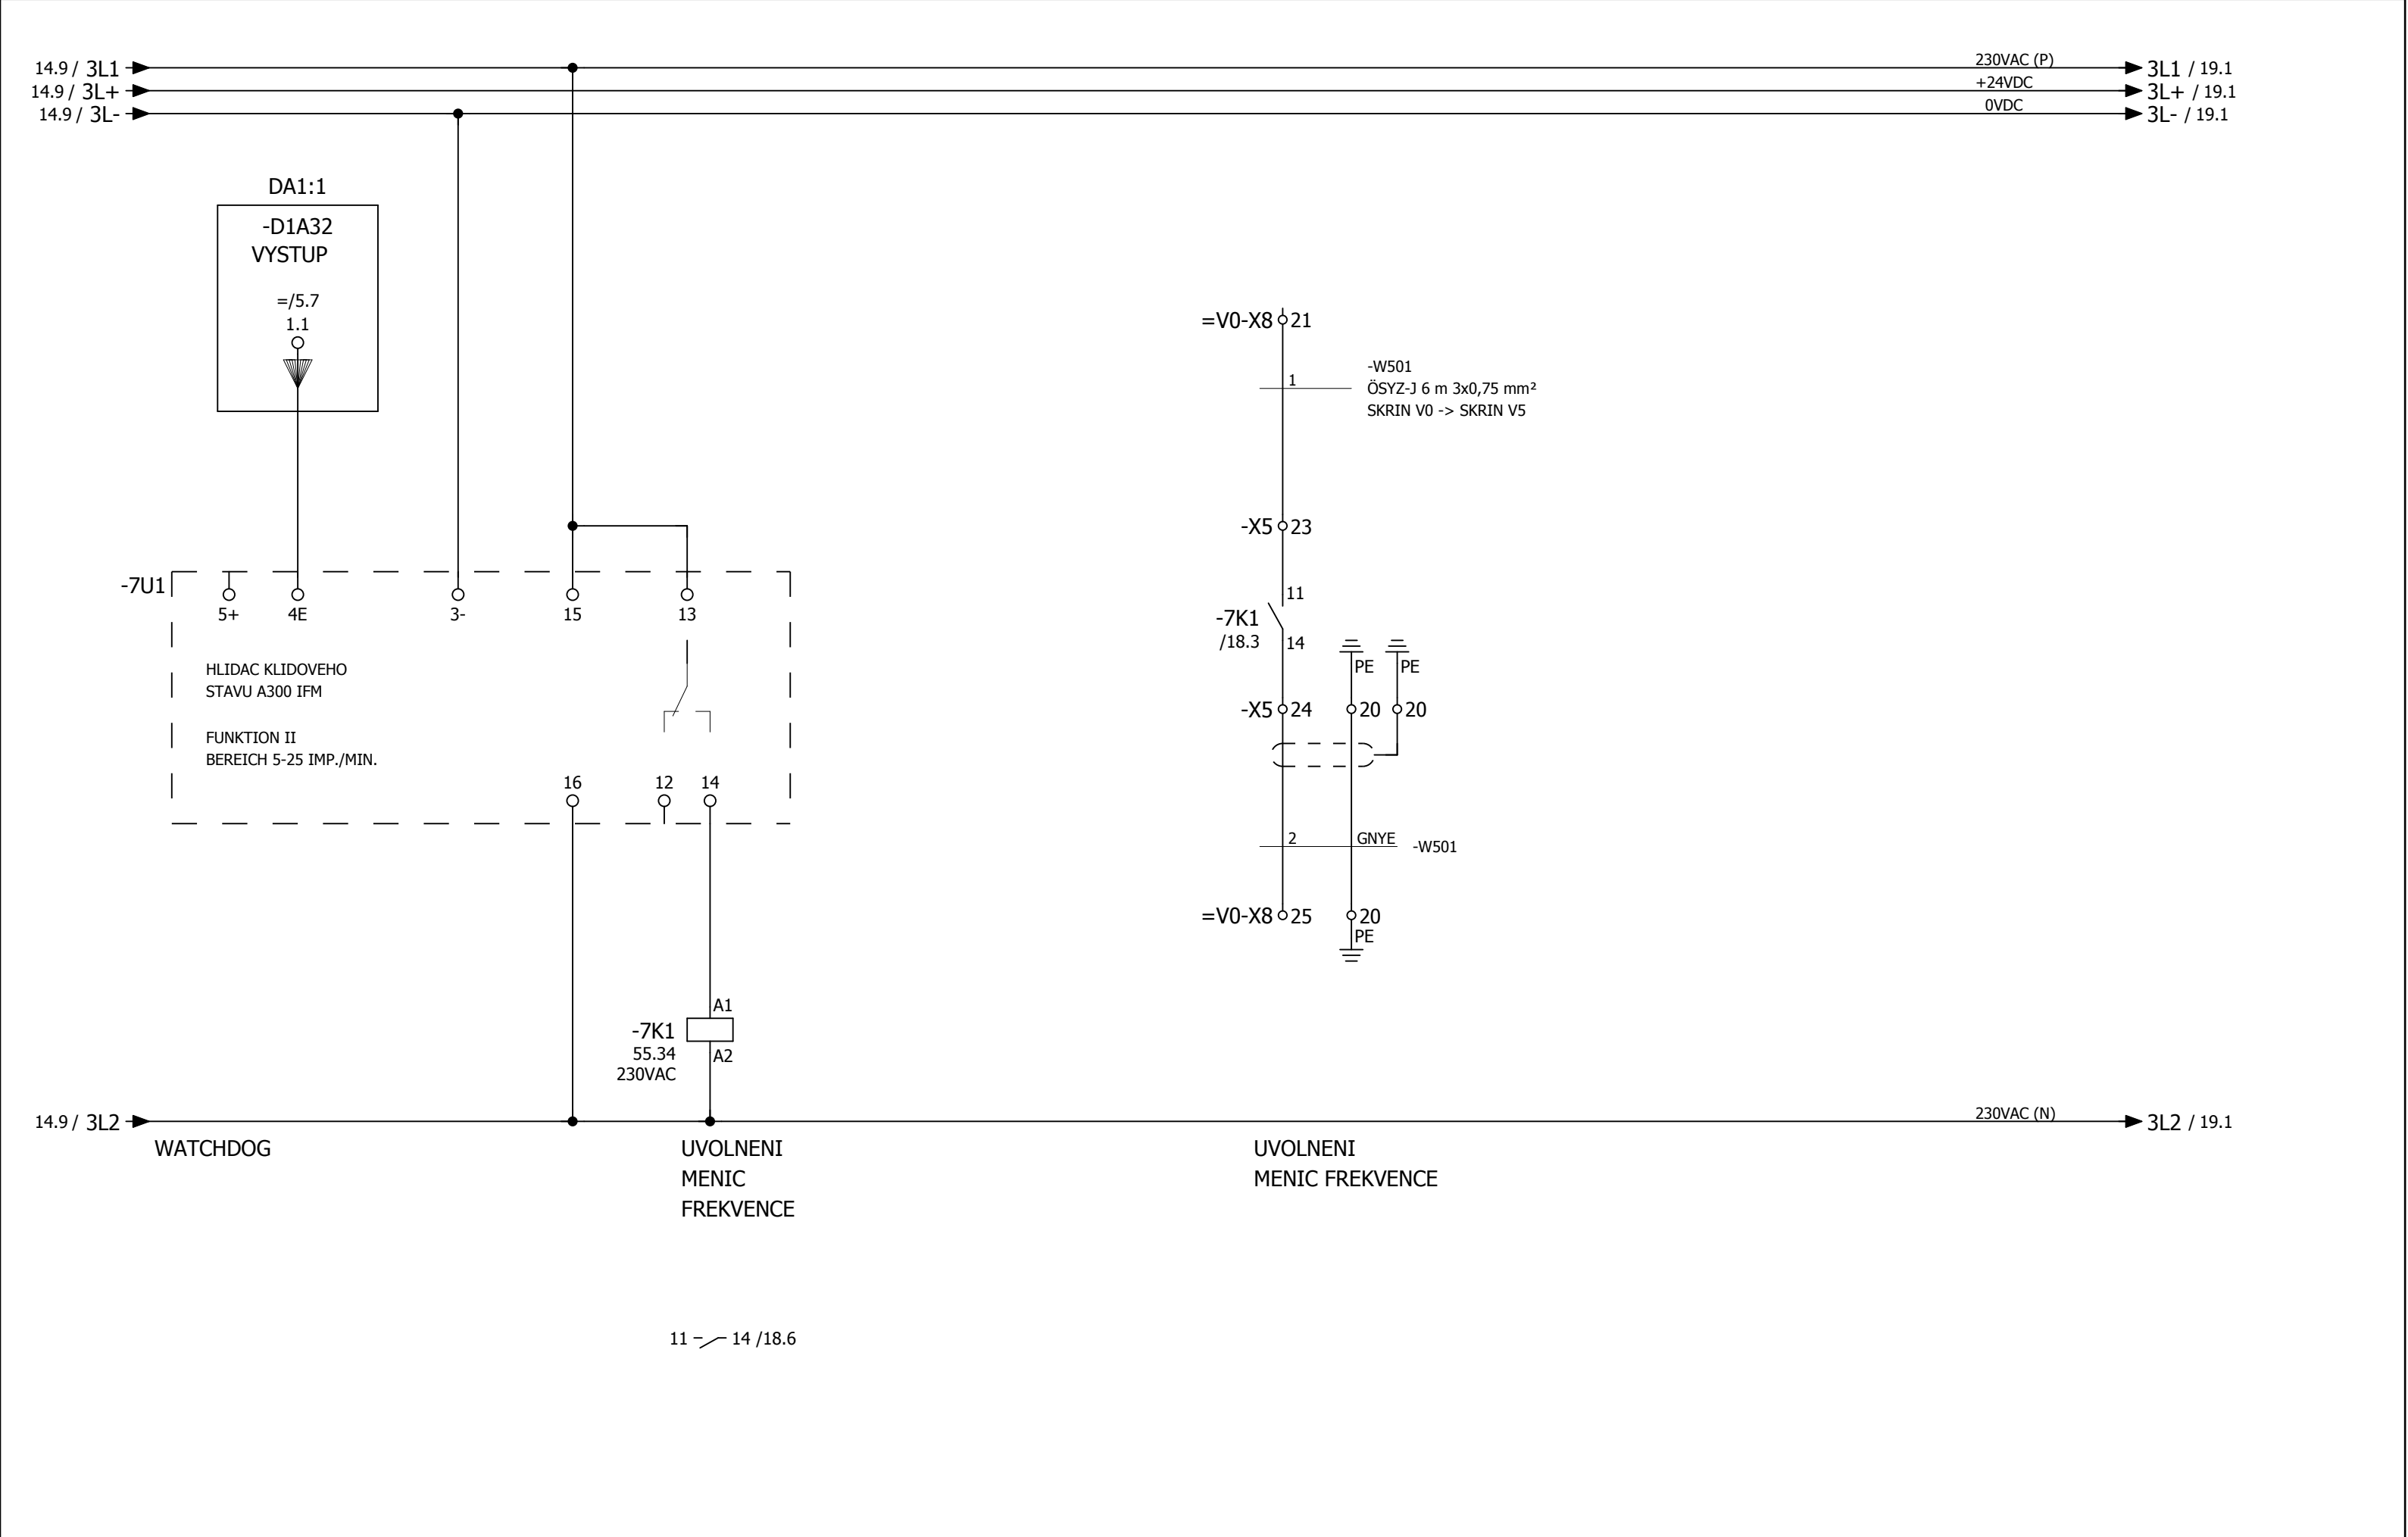 14.9 / 3L1
230VAC (P)
3L1 / 19.1
14.9 / 3L+
+24VDC
3L+ / 19.1
14.9 / 3L-
0VDC
3L- / 19.1
DA1:1
-D1A32
VYSTUP
=/5.7
1.1
-7U1
5+
4E
3-
15
13
HLIDAC KLIDOVEHO
STAVU A300 IFM
FUNKTION II
BEREICH 5-25 IMP./MIN.
16
12
14
A1
-7K1
55.34
230VAC
A2
=V0-X8
21
1
-W501
ÖSYZ-J 6 m 3x0,75 mm²
SKRIN V0 -> SKRIN V5
-X5
23
11
-7K1
/18.3
14
PE
PE
-X5
24
20
20
2
GNYE
-W501
=V0-X8
25
20
PE
14.9 / 3L2
230VAC (N)
3L2 / 19.1
WATCHDOG
UVOLNENI
MENIC
FREKVENCE
UVOLNENI
MENIC FREKVENCE
11
14 /18.6